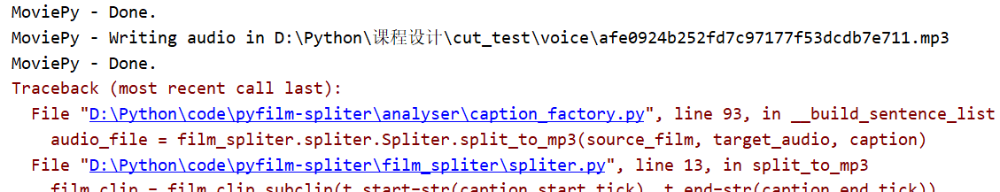 MoviePy - Done.
MoviePy - Writing audio in D:\Python\课程设计\cut_test\voice\afe0924b252fd7c97177f53dcdb7e711.mp3
MoviePy - Done.
Traceback (most recent call last):
  File "D:\Python\code\pyfilm-spliter\analyser\caption_factory.py", line 93, in __build_sentence_list
    audio_file = film_spliter.spliter.Spliter.split_to_mp3(source_film, target_audio, caption)
  File "D:\Python\code\pyfilm-spliter\film_spliter\spliter.py", line 13, in split_to_mp3
    film_clip = film_clip.subclip(t_start=str(caption.start_tick), t_end=str(caption.end_tick))